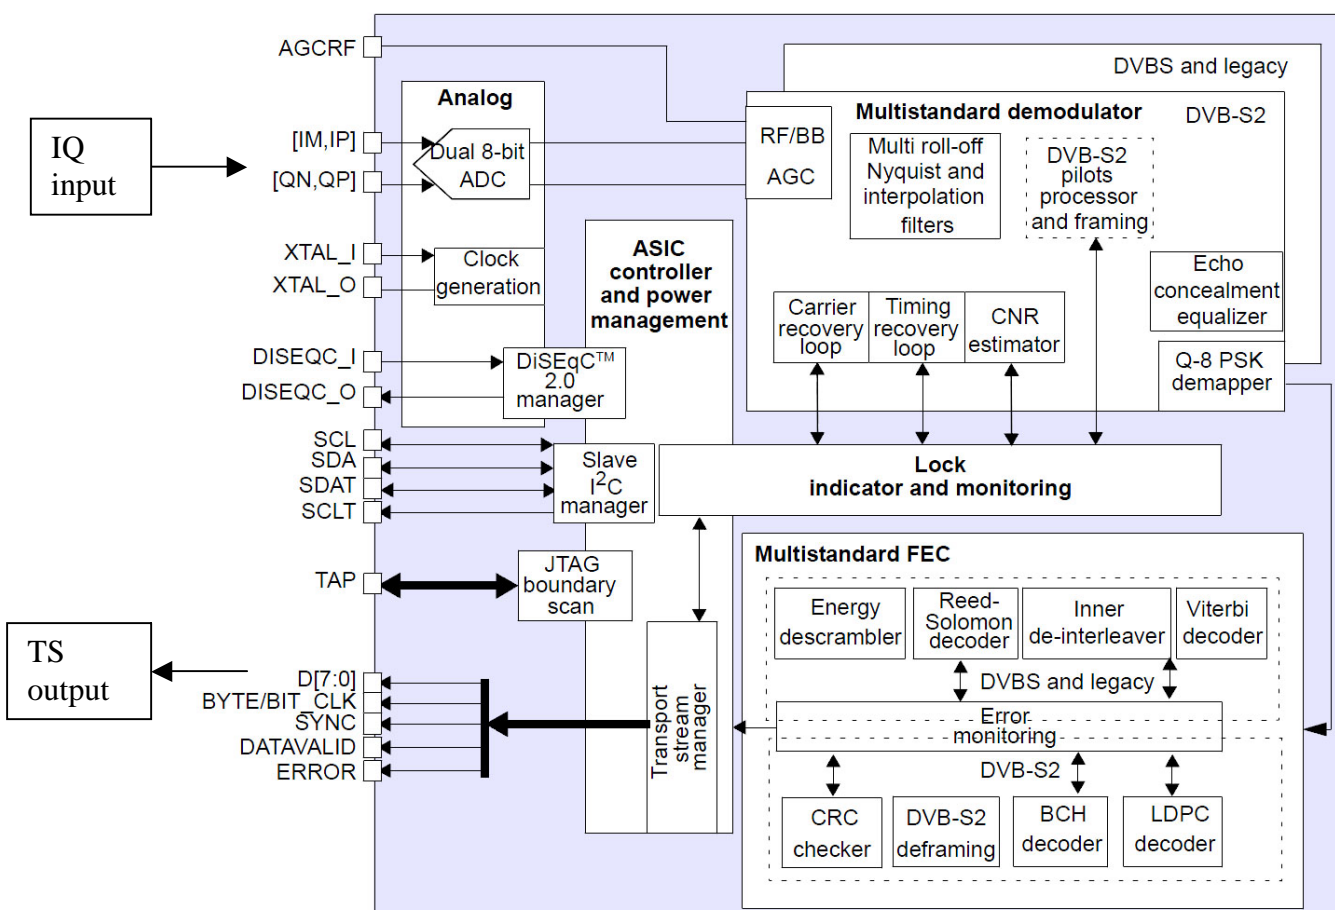 AGCRF
DVBS and legacy
Analog
Multistandard demodulator
DVB-S2
IQ
input
[IM,IP]
[QN,QP]
Dual 8-bit
ADC
RF/BB
AGC
Multi roll-off
Nyquist and
interpolation
filters
DVB-S2
pilots
processor
and framing
XTAL_I
XTAL_O
Clock
generation
ASIC
controller
and power
management
Echo
concealment
equalizer
Carrier
recovery
loop
Timing
recovery
loop
CNR
estimator
DISEQC_I
DISEQC_O
DiSEqC™
2.0
manager
Q-8 PSK
demapper
SCL
SDA
SDAT
SCLT
Slave
I²C
manager
Lock
indicator and monitoring
TAP
JTAG
boundary
scan
Multistandard FEC
Energy
descrambler
Reed-
Solomon
decoder
Inner
de-interleaver
Viterbi
decoder
DVBS and legacy
TS
output
D[7:0]
BYTE/BIT_CLK
SYNC
DATAVALID
ERROR
Transport
stream
manager
Error
monitoring
DVB-S2
CRC
checker
DVB-S2
deframing
BCH
decoder
LDPC
decoder